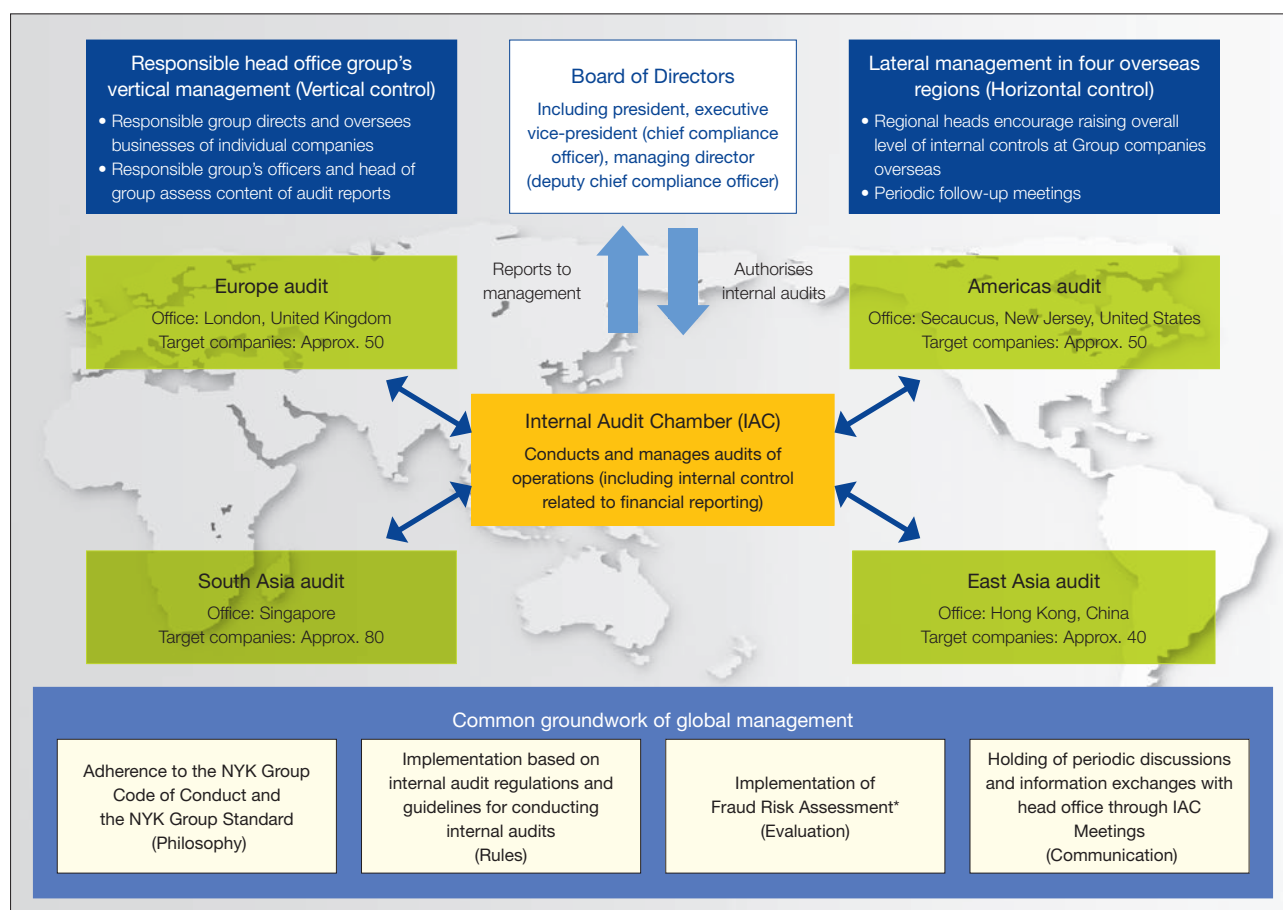 Responsible head office group's
vertical management (Vertical control)
• Responsible group directs and oversees
businesses of individual companies
• Responsible group's officers and head of
group assess content of audit reports
Board of Directors
Including president, executive
vice-president (chief compliance
officer), managing director
(deputy chief compliance officer)
Lateral management in four overseas
regions (Horizontal control)
• Regional heads encourage raising overall
level of internal controls at Group companies
overseas
• Periodic follow-up meetings
Reports to
management
Authorises
internal audits
Europe audit
Office: London, United Kingdom
Target companies: Approx. 50
Americas audit
Office: Secaucus, New Jersey, United States
Target companies: Approx. 50
Internal Audit Chamber (IAC)
Conducts and manages audits of
operations (including internal control
related to financial reporting)
South Asia audit
Office: Singapore
Target companies: Approx. 80
East Asia audit
Office: Hong Kong, China
Target companies: Approx. 40
Common groundwork of global management
Adherence to the NYK Group
Code of Conduct and
the NYK Group Standard
(Philosophy)
Implementation based on
internal audit regulations and
guidelines for conducting
internal audits
(Rules)
Implementation of
Fraud Risk Assessment*
(Evaluation)
Holding of periodic discussions
and information exchanges with
head office through IAC
Meetings
(Communication)